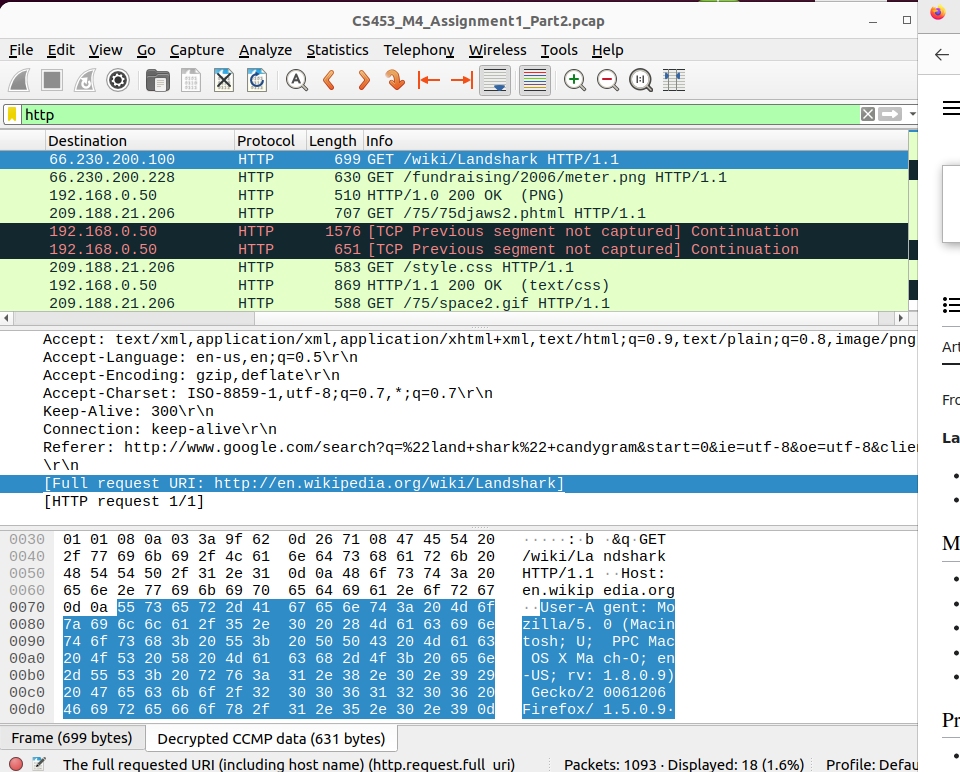 CS453_M4_Assignment1_Part2.pcap
File Edit View Go Capture Analyze Statistics Telephony Wireless Tools Help
http
Destination Protocol Length Info
66.230.200.100 HTTP 699 GET /wiki/Landshark HTTP/1.1
66.230.200.228 HTTP 630 GET /fundraising/2006/meter.png HTTP/1.1
192.168.0.50 HTTP 510 HTTP/1.0 200 OK (PNG)
209.188.21.206 HTTP 707 GET /75/75djaws2.phtml HTTP/1.1
192.168.0.50 HTTP 1576 [TCP Previous segment not captured] Continuation
192.168.0.50 HTTP 651 [TCP Previous segment not captured] Continuation
209.188.21.206 HTTP 583 GET /style.css HTTP/1.1
192.168.0.50 HTTP 869 HTTP/1.1 200 OK (text/css)
209.188.21.206 HTTP 588 GET /75/space2.gif HTTP/1.1
Accept: text/xml,application/xml,application/xhtml+xml,text/html;q=0.9,text/plain;q=0.8,image/png
Accept-Language: en-us,en;q=0.5\r\n
Accept-Encoding: gzip,deflate\r\n
Accept-Charset: ISO-8859-1,utf-8;q=0.7,*;q=0.7\r\n
Keep-Alive: 300\r\n
Connection: keep-alive\r\n
Referer: http://www.google.com/search?q=%22land+shark%22+candygram&start=0&ie=utf-8&oe=utf-8&clien
\r\n
[Full request URI: http://en.wikipedia.org/wiki/Landshark]
[HTTP request 1/1]
0030 01 01 08 0a 03 3a 9f 62 0d 26 71 08 47 45 54 20 ·····:·b ·&q·GET
0040 2f 77 69 6b 69 2f 4c 61 6e 64 73 68 61 72 6b 20 /wiki/La ndshark
0050 48 54 54 50 2f 31 2e 31 0d 0a 48 6f 73 74 3a 20 HTTP/1.1 ··Host:
0060 65 6e 2e 77 69 6b 69 70 65 64 69 61 2e 6f 72 67 en.wikip edia.org
0070 0d 0a 55 73 65 72 2d 41 67 65 6e 74 3a 20 4d 6f ··User-A gent: Mo
0080 7a 69 6c 6c 61 2f 35 2e 30 20 28 4d 61 63 69 6e zilla/5. 0 (Macin
0090 74 6f 73 68 3b 20 55 3b 20 50 50 43 20 4d 61 63 tosh; U; PPC Mac
00a0 20 4f 53 20 58 20 4d 61 63 68 2d 4f 3b 20 65 6e OS X Ma ch-O; en
00b0 2d 55 53 3b 20 72 76 3a 31 2e 38 2e 30 2e 39 29 -US; rv: 1.8.0.9)
00c0 20 47 65 63 6b 6f 2f 32 30 30 36 31 32 30 36 20 Gecko/2 0061206
00d0 46 69 72 65 66 6f 78 2f 31 2e 35 2e 30 2e 39 0d Firefox/ 1.5.0.9·
Frame (699 bytes) Decrypted CCMP data (631 bytes)
The full requested URI (including host name) (http.request.full_uri) Packets: 1093 · Displayed: 18 (1.6%) Profile: Defau
Art
Fro
La
M
Pr